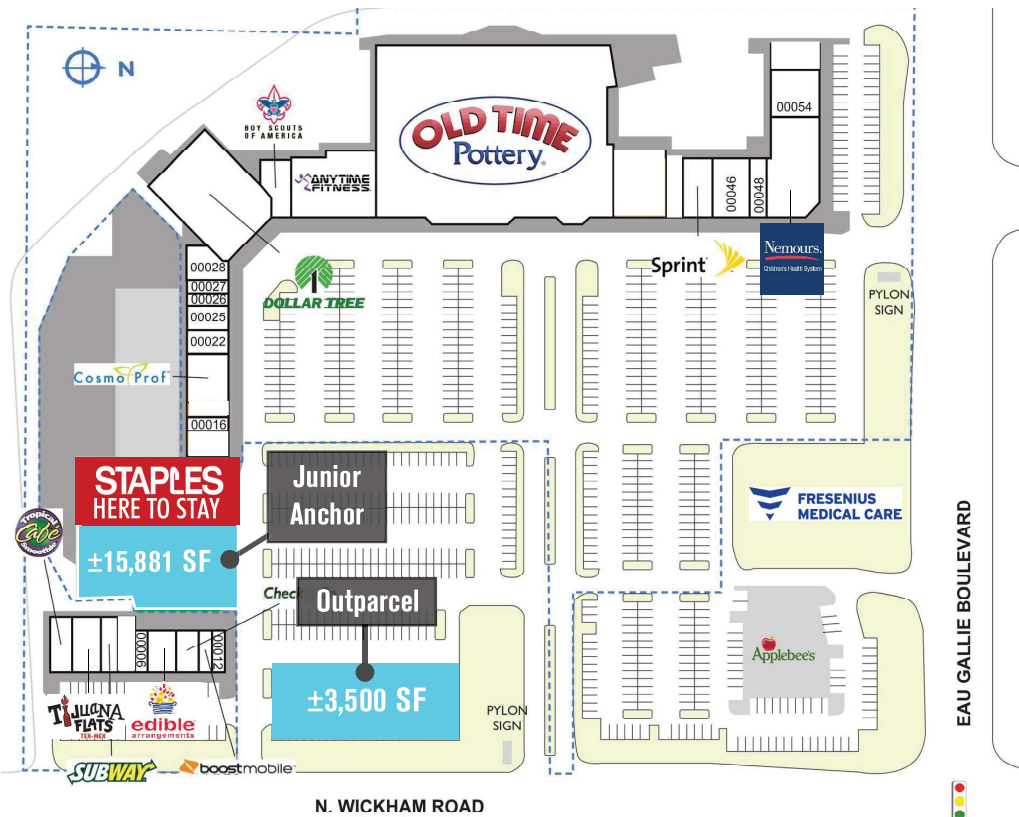 N
BOY SCOUTS
OF AMERICA
ANYTIME
FITNESS
OLD TIME
Pottery
00054
00046
00048
Sprint
Nemours.
Children's Health System
DOLLAR TREE
1
00028
00027
00026
00025
00022
CosmoProf
00016
PYLON
SIGN
STAPLES
HERE TO STAY
Junior
Anchor
±15,881 SF
Tropical
Cafe
Smoothie
FRESENIUS
MEDICAL CARE
EAU GALLIE BOULEVARD
Check
Outparcel
00006
00012
±3,500 SF
Applebee's
TIJUANA
FLATS
TEX-MEX
edible
arrangements
SUBWAY
boostmobile
PYLON
SIGN
N. WICKHAM ROAD